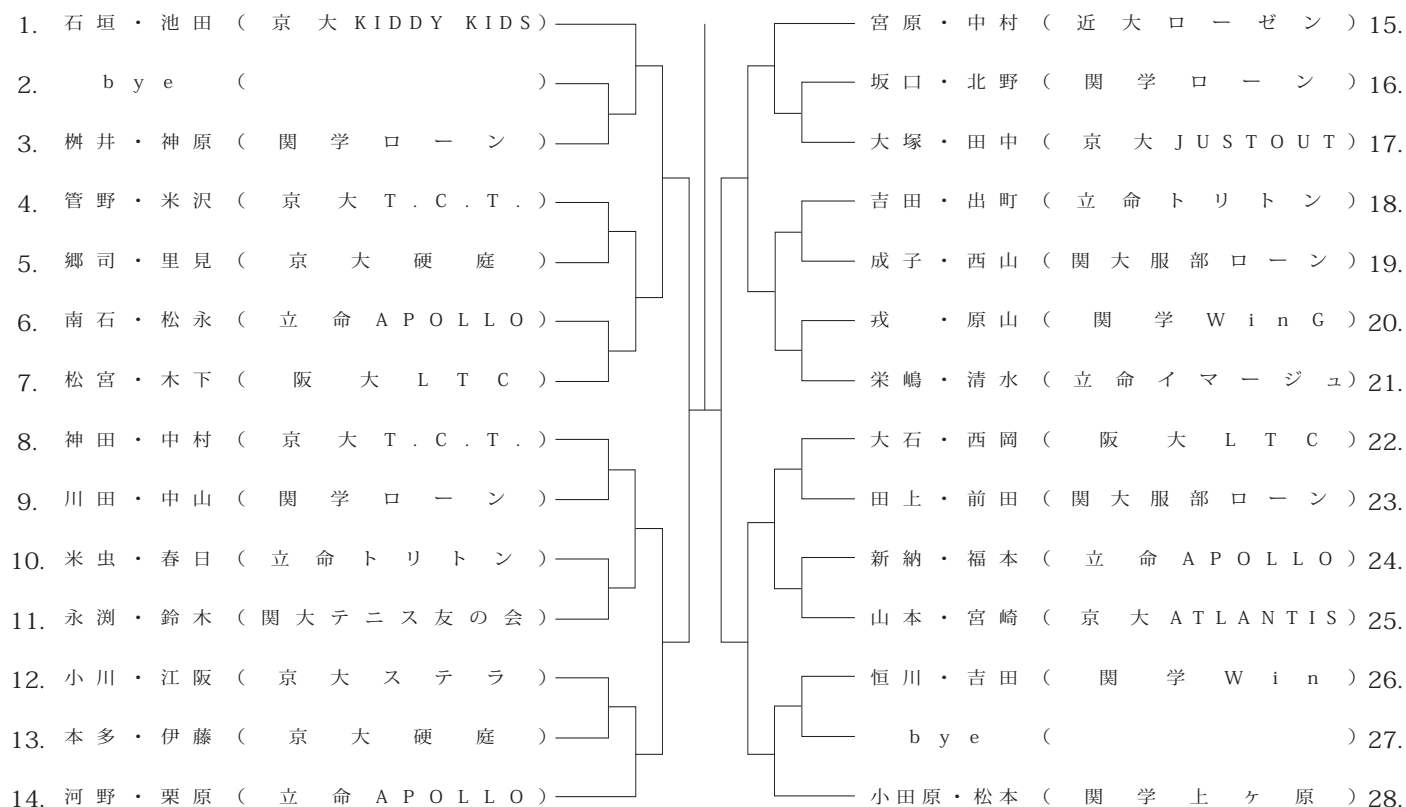 1. 石垣・池田(京大KIDDY KIDS)
2. bye ( )
3. 桝井・神原(関学ローン)
4. 管野・米沢(京大T.C.T.)
5. 郷司・里見(京大硬庭)
6. 南石・松永(立命APOLLO)
7. 松宮・木下(阪大LTC)
8. 神田・中村(京大T.C.T.)
9. 川田・中山(関学ローン)
10. 米虫・春日(立命トリトン)
11. 永渕・鈴木(関大テニス友の会)
12. 小川・江阪(京大ステラ)
13. 本多・伊藤(京大硬庭)
14. 河野・栗原(立命APOLLO)
宮原・中村(近大ローゼン)15.
坂口・北野(関学ローン)16.
大塚・田中(京大JUSTOUT)17.
吉田・出町(立命トリトン)18.
成子・西山(関大服部ローン)19.
戎 ・原山(関学WinG)20.
栄嶋・清水(立命イマージュ)21.
大石・西岡(阪大LTC)22.
田上・前田(関大服部ローン)23.
新納・福本(立命APOLLO)24.
山本・宮崎(京大ATLANTIS)25.
恒川・吉田(関学Win)26.
bye ( )27.
小田原・松本(関学上ヶ原)28.